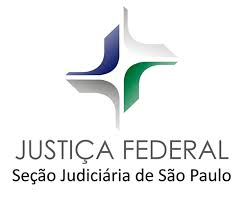 JUSTIÇA FEDERAL
Seção Judiciária de São Paulo